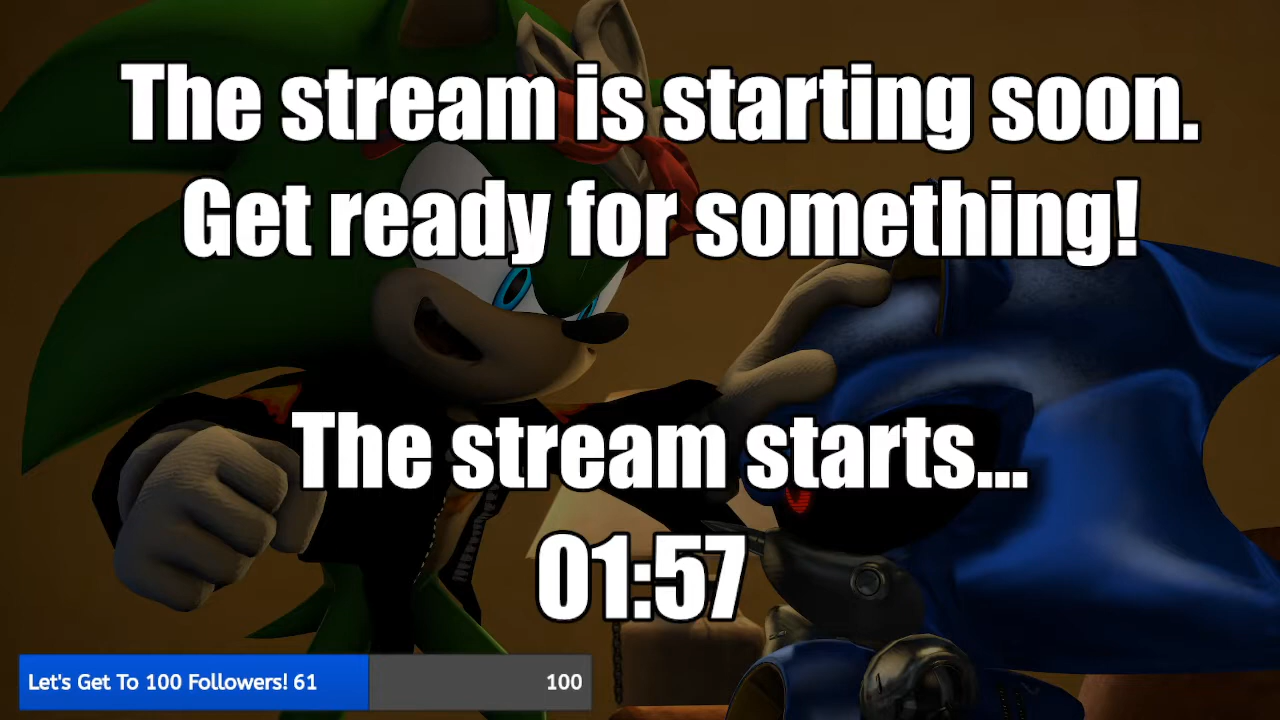 The stream is starting soon.
Get ready for something!
The stream starts...
01:57
Let's Get To 100 Followers! 61 100